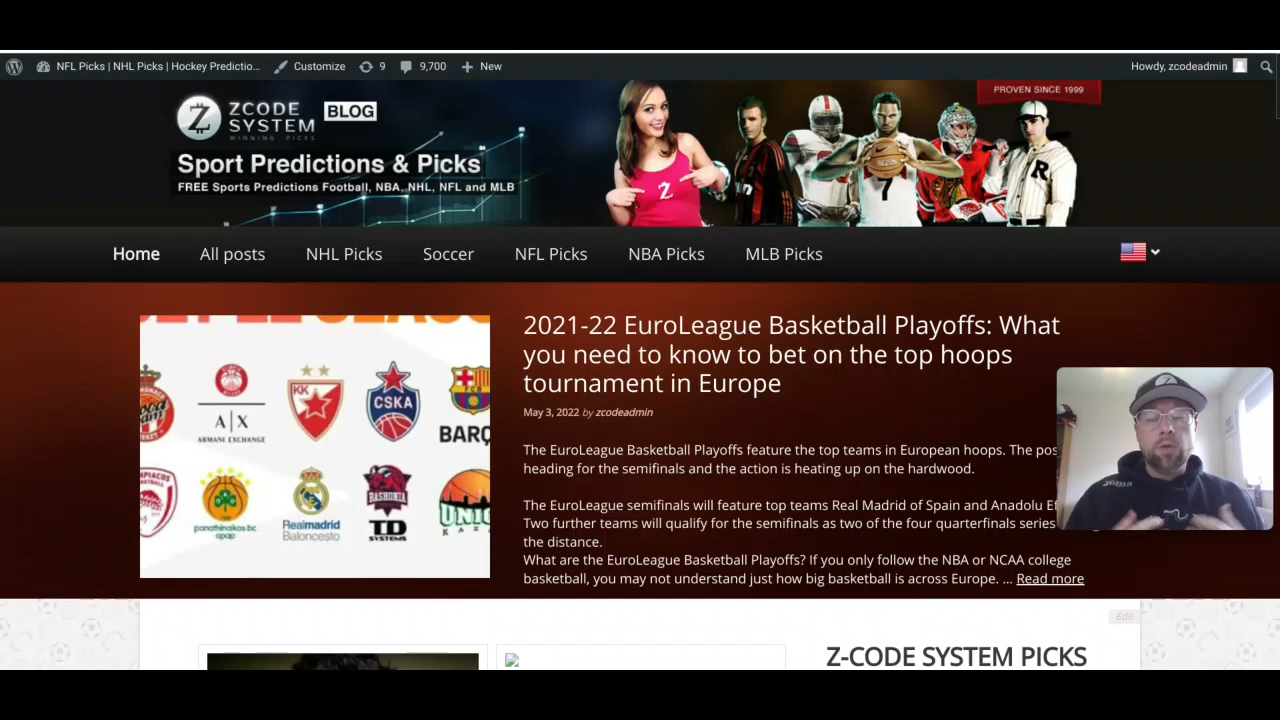 NFL Picks | NHL Picks | Hockey Predictio... Customize 9 9,700 New Howdy, zcodeadmin
PROVEN SINCE 1999
ZCODE
SYSTEM
WINNING PICKS
BLOG
Sport Predictions & Picks
FREE Sports Predictions Football, NBA, NHL, NFL and MLB
Z
7
R
Home All posts NHL Picks Soccer NFL Picks NBA Picks MLB Picks
2021-22 EuroLeague Basketball Playoffs: What
you need to know to bet on the top hoops
tournament in Europe
May 3, 2022 by zcodeadmin
The EuroLeague Basketball Playoffs feature the top teams in European hoops. The pos
heading for the semifinals and the action is heating up on the hardwood.
The EuroLeague semifinals will feature top teams Real Madrid of Spain and Anadolu Ef
Two further teams will qualify for the semifinals as two of the four quarterfinals series
the distance.
What are the EuroLeague Basketball Playoffs? If you only follow the NBA or NCAA college
basketball, you may not understand just how big basketball is across Europe. ... Read more
KK
CSKA
A|X
ARMANI EXCHANGE
BARÇ
panathinaikos bc
opap
Realmadrid
Baloncesto
BASKONIA
TD
SYSTEMS
UNIC
KAZA
Joma
Edit
Z-CODE SYSTEM PICKS